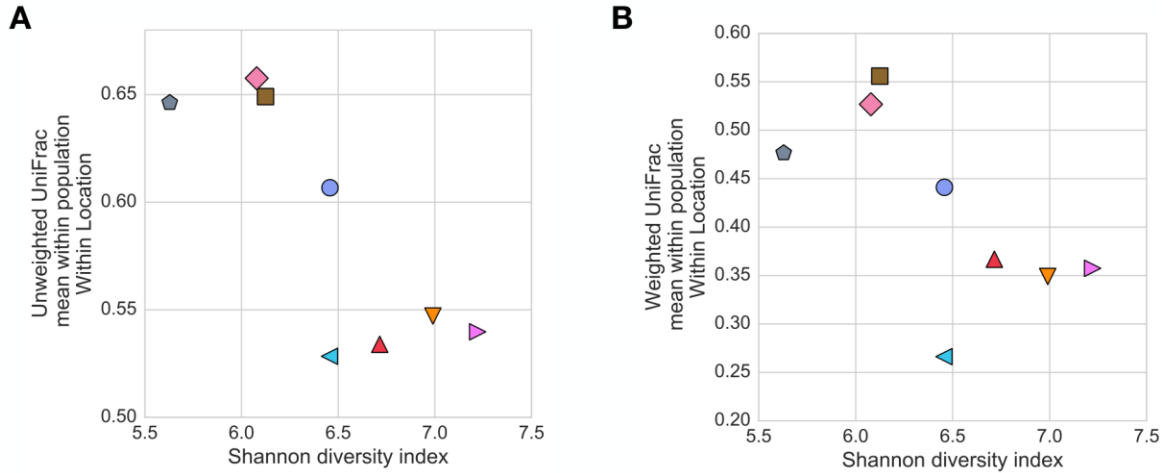 A
Unweighted UniFrac
mean within population
Within Location
0.65
0.60
0.55
0.50
5.5 6.0 6.5 7.0 7.5
Shannon diversity index
B
Weighted UniFrac
mean within population
Within Location
0.60
0.55
0.50
0.45
0.40
0.35
0.30
0.25
0.20
5.5 6.0 6.5 7.0 7.5
Shannon diversity index